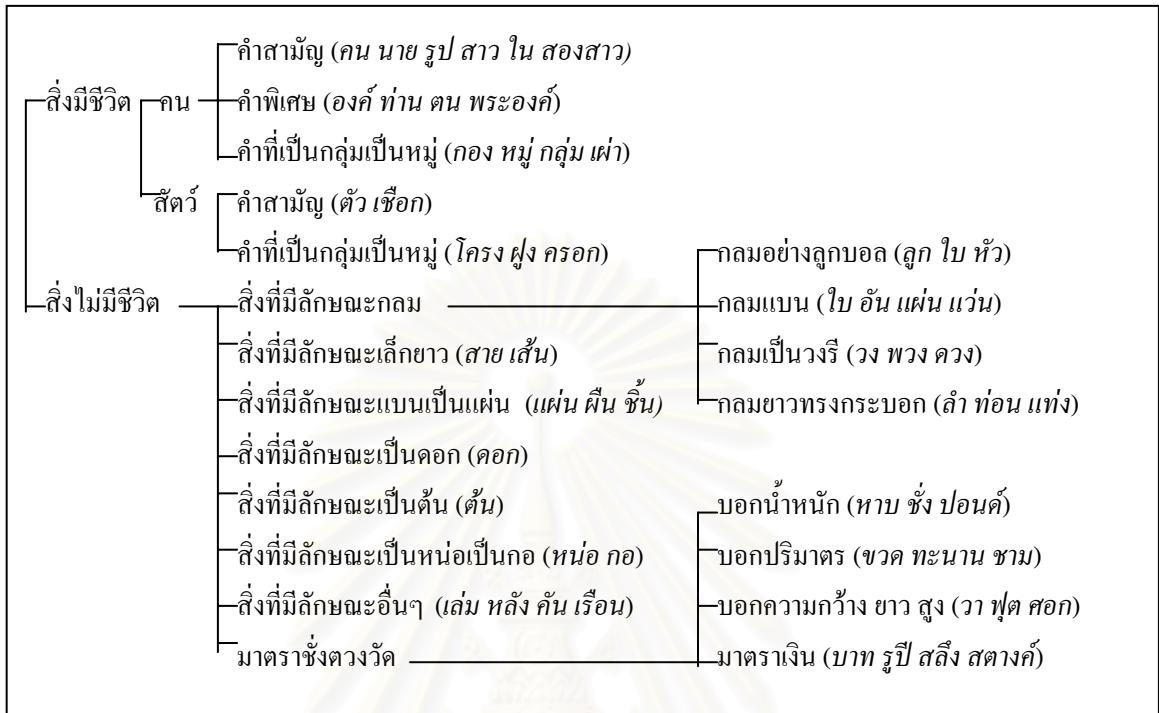 คำสามัญ (คน นาย รูป สาว ใน สองสาว)
สิ่งมีชีวิต คน คำพิเศษ (องค์ ท่าน ตน พระองค์)
คำที่เป็นกลุ่มเป็นหมู่ (กอง หมู่ กลุ่ม เผ่า)
สัตว์ คำสามัญ (ตัว เชือก)
คำที่เป็นกลุ่มเป็นหมู่ (โครง ฝูง ครอก) กลมอย่างลูกบอล (ลูก ใบ หัว)
สิ่งไม่มีชีวิต สิ่งที่มีลักษณะกลม กลมแบน (ใบ อัน แผ่น แว่น)
สิ่งที่มีลักษณะเล็กยาว (สาย เส้น) กลมเป็นวงรี (วง พวง ดวง)
สิ่งที่มีลักษณะแบนเป็นแผ่น (แผ่น ผืน ชิ้น) กลมยาวทรงกระบอก (ลำ ท่อน แท่ง)
สิ่งที่มีลักษณะเป็นดอก (ดอก)
สิ่งที่มีลักษณะเป็นต้น (ต้น) บอกน้ำหนัก (หาบ ชั่ง ปอนด์)
สิ่งที่มีลักษณะเป็นหน่อเป็นกอ (หน่อ กอ) บอกปริมาตร (ขวด ทะนาน ชาม)
สิ่งที่มีลักษณะอื่นๆ (เล่ม หลัง คัน เรือน) บอกความกว้าง ยาว สูง (วา ฟุต ศอก)
มาตราชั่งตวงวัด มาตราเงิน (บาท รูปี สลึง สตางค์)